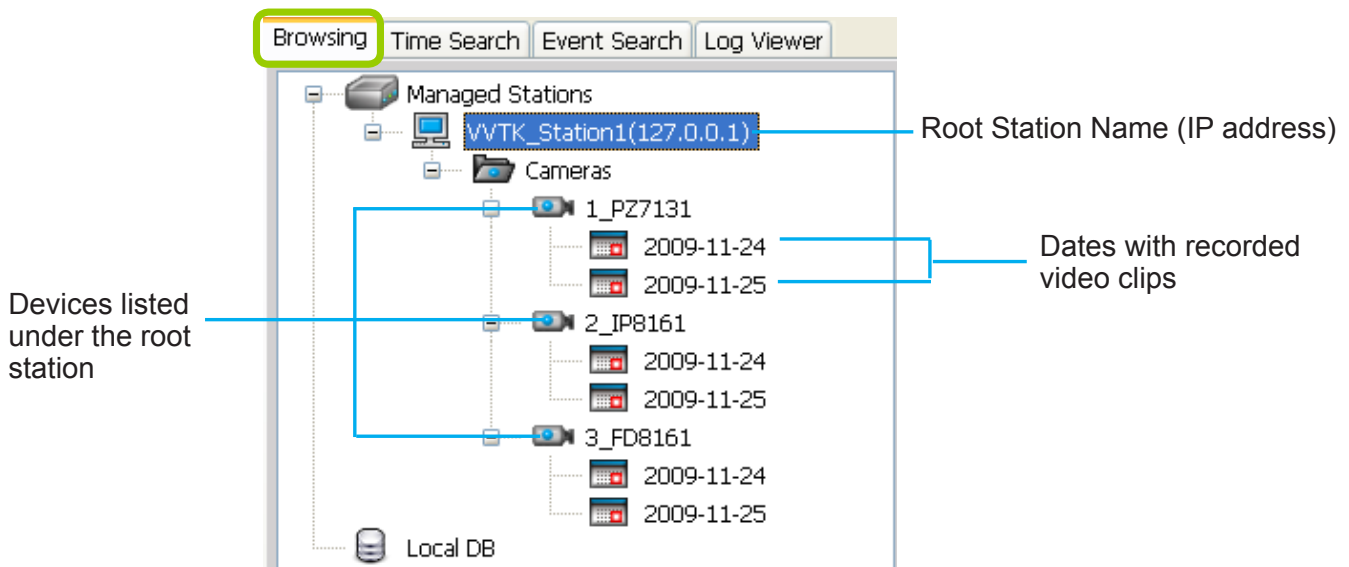 Browsing Time Search Event Search Log Viewer
Managed Stations
VVTK_Station1(127.0.0.1)
Root Station Name (IP address)
Cameras
1_PZ7131
2009-11-24
2009-11-25
Dates with recorded
video clips
Devices listed
under the root
station
2_IP8161
2009-11-24
2009-11-25
3_FD8161
2009-11-24
2009-11-25
Local DB